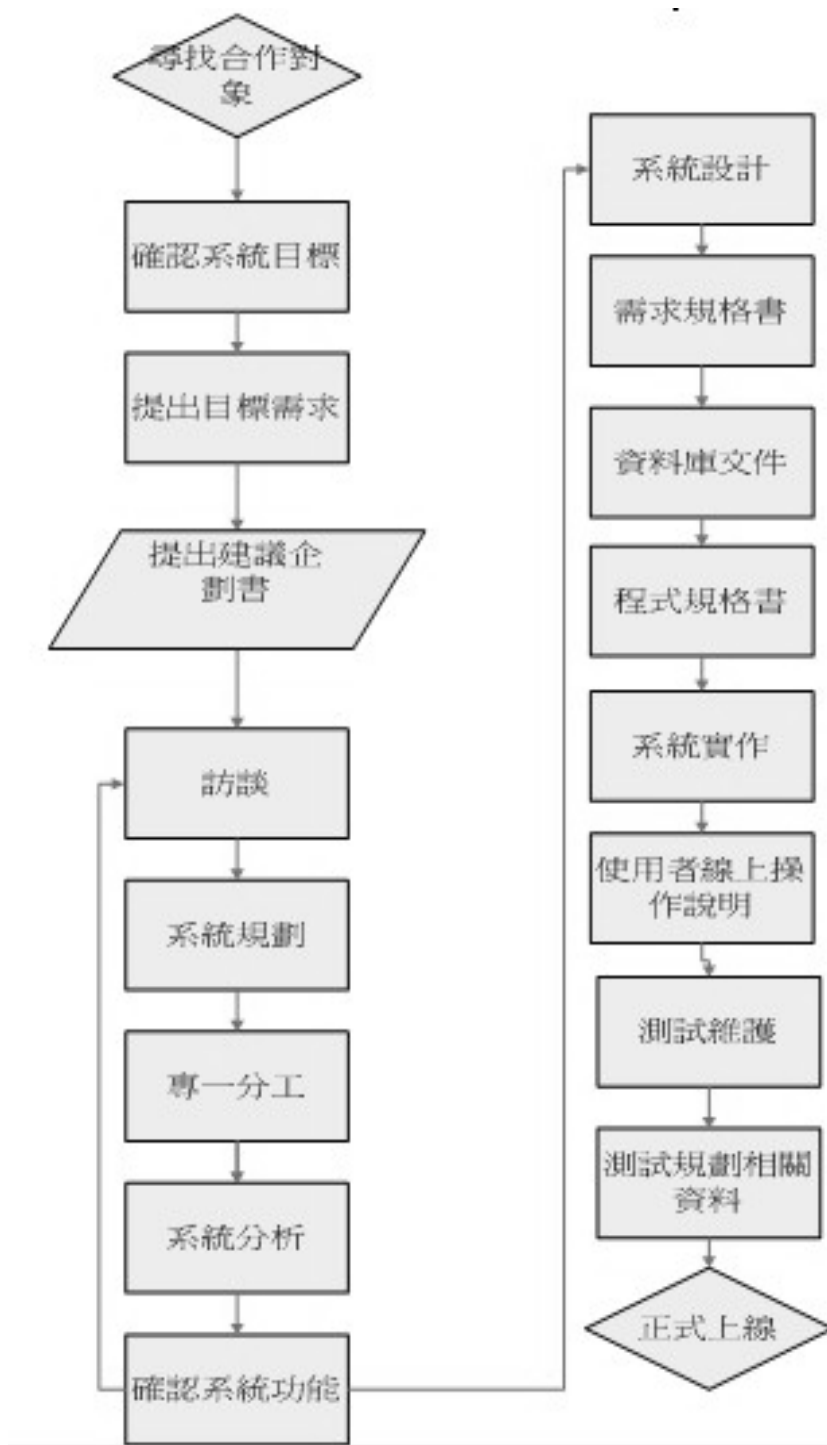 尋找合作對
象
確認系統目標
提出目標需求
提出建議企
劃書
訪談
系統規劃
專一分工
系統分析
確認系統功能
系統設計
需求規格書
資料庫文件
程式規格書
系統實作
使用者線上操
作說明
測試維護
測試規劃相關
資料
正式上線